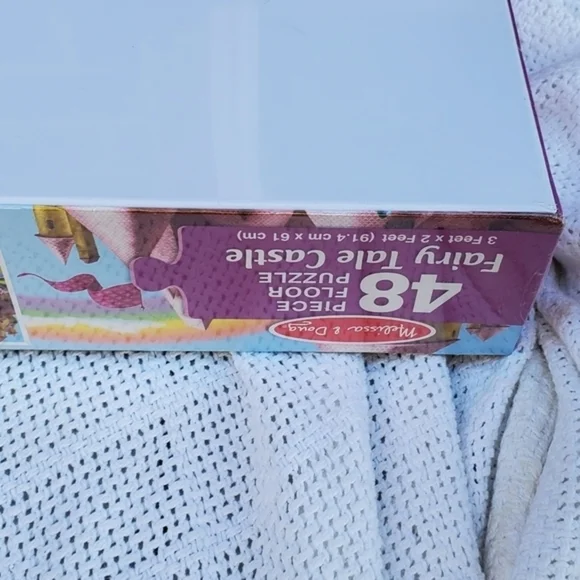 Melissa & Doug
48 PIECE
FLOOR
PUZZLE
Fairy Tale Castle
3 Feet x 2 Feet (91.4 cm x 61 cm)